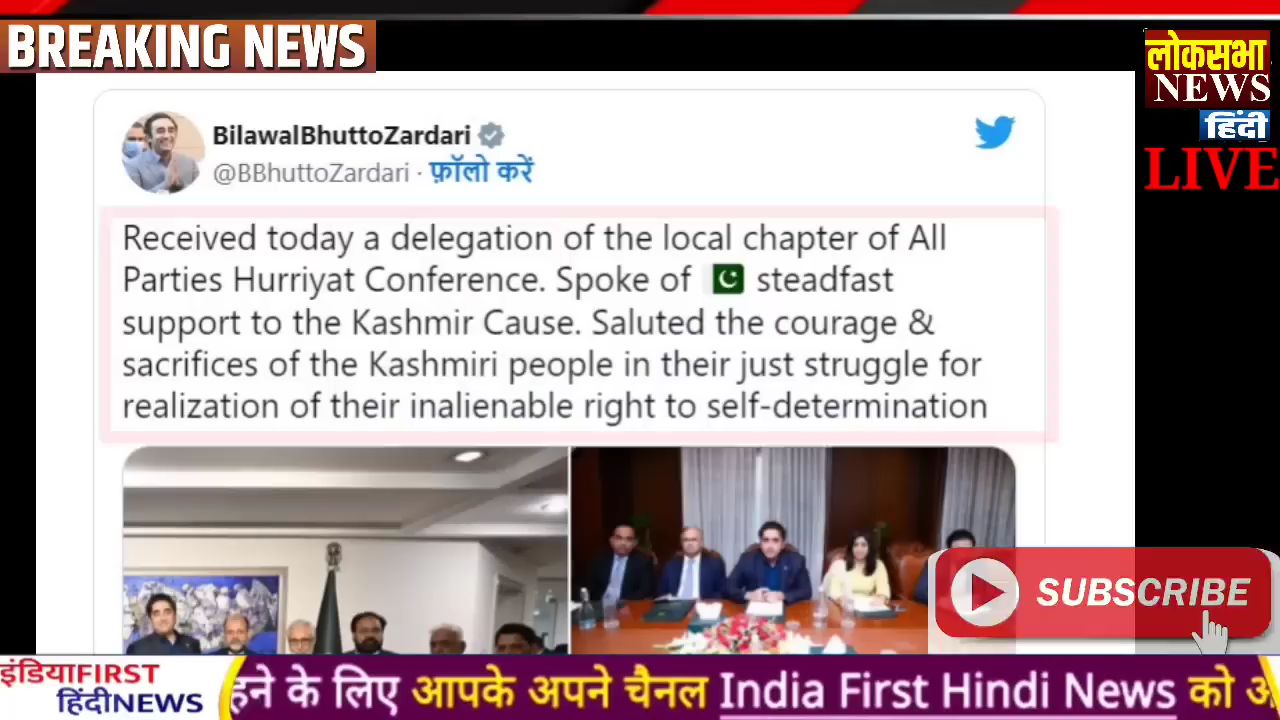 BREAKING NEWS
लोकसभा
NEWS
हिंदी
LIVE
BilawalBhuttoZardari
@BBhuttoZardari · फ़ॉलो करें
Received today a delegation of the local chapter of All
Parties Hurriyat Conference. Spoke of 🇵🇰 steadfast
support to the Kashmir Cause. Saluted the courage &
sacrifices of the Kashmiri people in their just struggle for
realization of their inalienable right to self-determination
SUBSCRIBE
इंडियाFIRST
हिंदीNEWS
हने के लिए आपके अपने चैनल India First Hindi News को